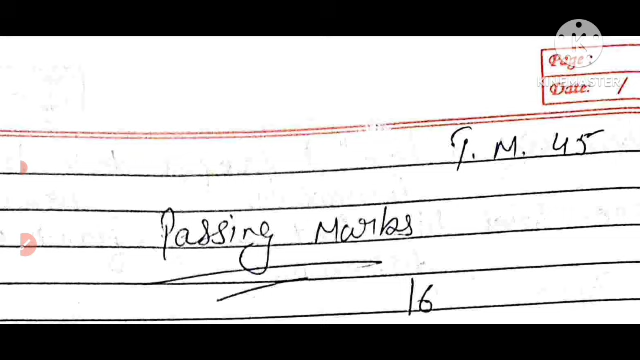 Page:
KINEMASTER
Date: /
T. M. 45
Passing Marks
16